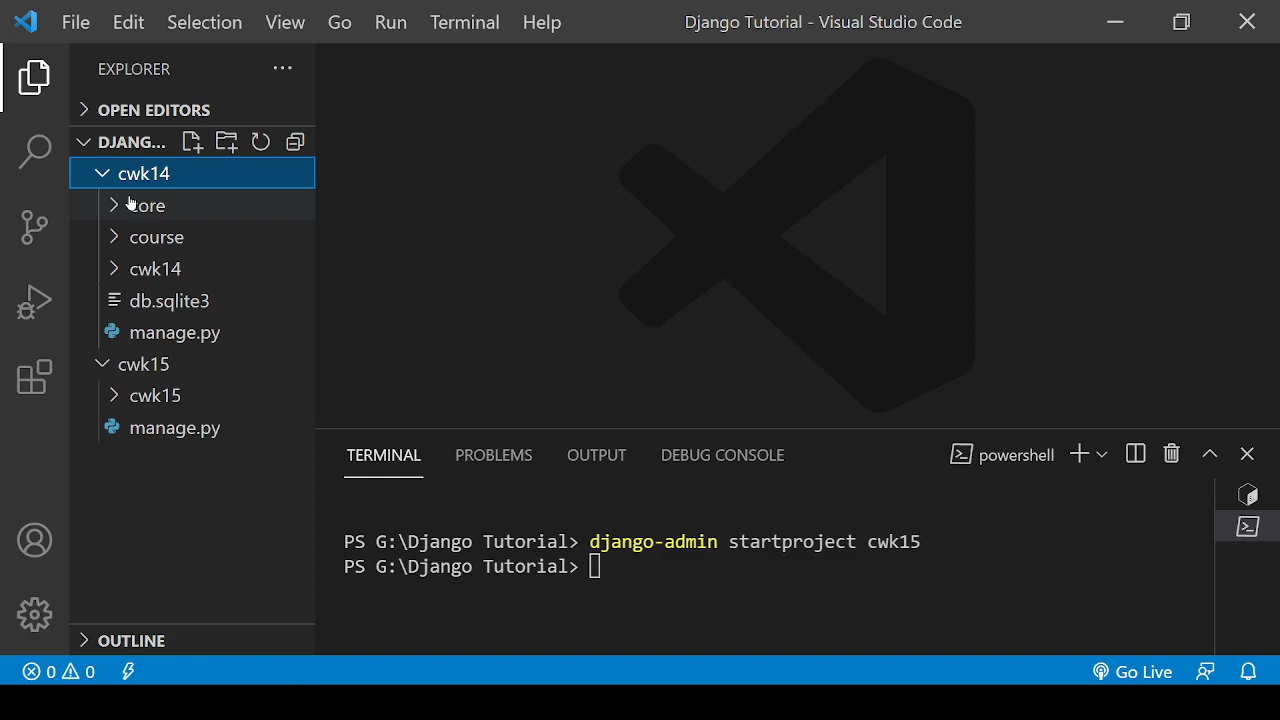 File Edit Selection View Go Run Terminal Help Django Tutorial - Visual Studio Code
EXPLORER
OPEN EDITORS
DJANG...
cwk14
core
course
cwk14
db.sqlite3
manage.py
cwk15
cwk15
manage.py
OUTLINE
TERMINAL PROBLEMS OUTPUT DEBUG CONSOLE powershell
PS G:\Django Tutorial> django-admin startproject cwk15
PS G:\Django Tutorial>
0 0 Go Live